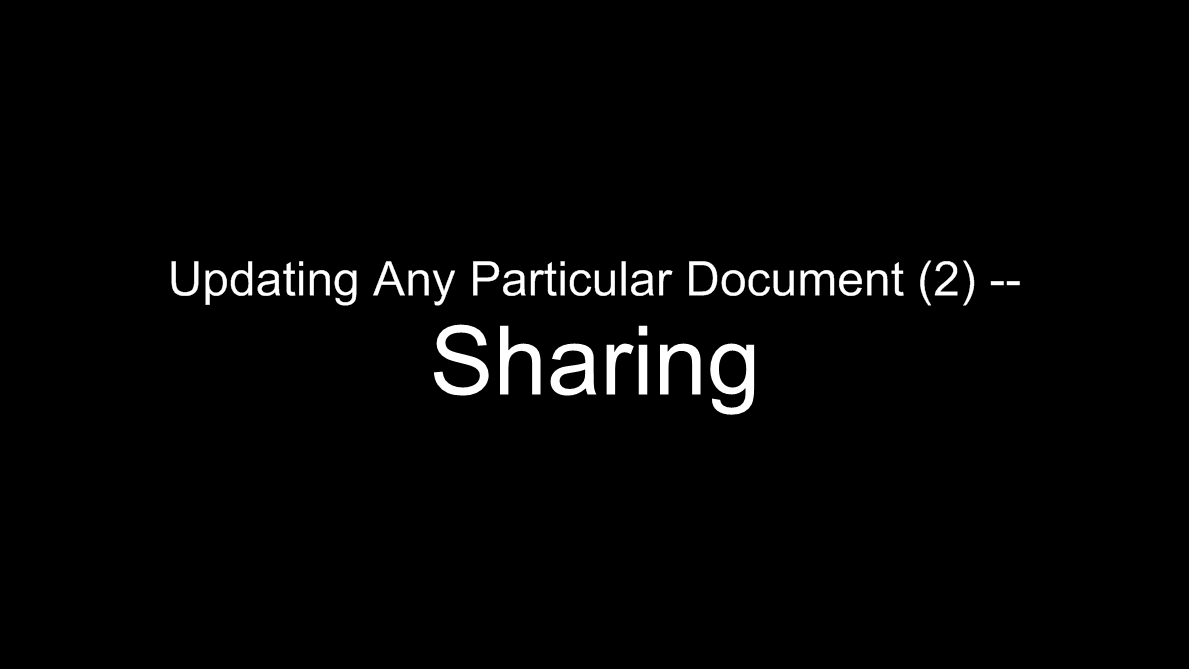 Updating Any Particular Document (2) --
Sharing